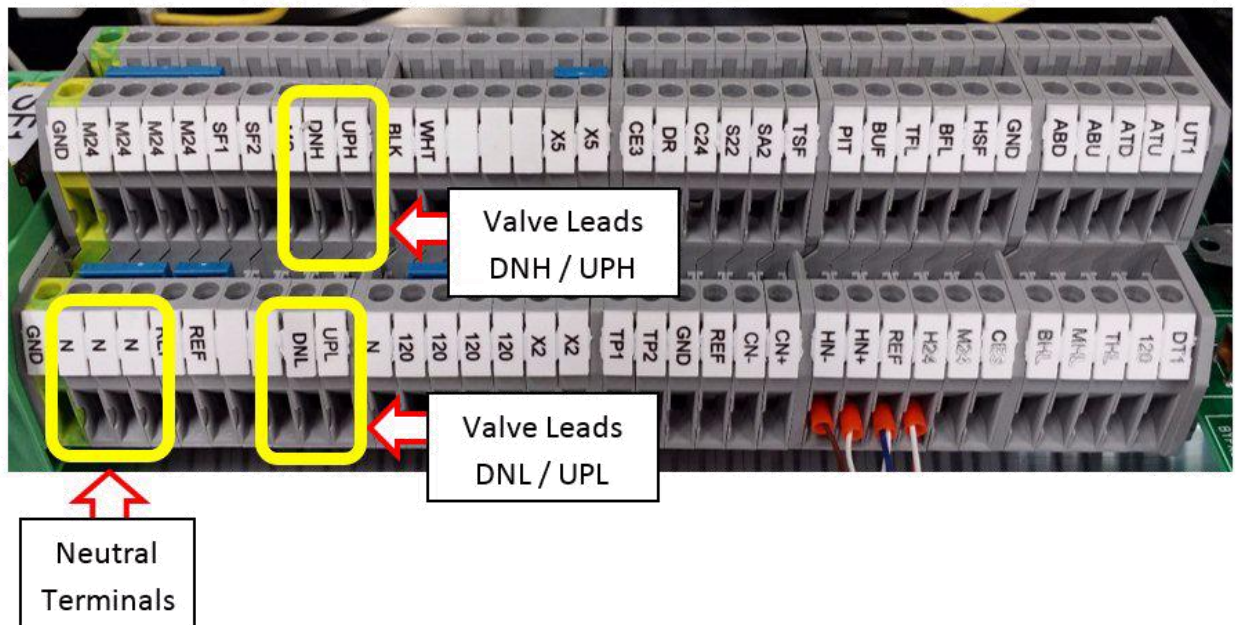 GND M24 M24 M24 M24 SF1 SF2 DNH UPH BLK WHT X5 X5 CE3 DR C24 S22 SA2 TSF PIT BUF TFL BFL HSF GND ABD ABU ATD ATU UT1
Valve Leads
DNH / UPH
GND N N N REF DNL UPL N 120 120 120 120 X2 X2 TP1 TP2 GND REF CN- CN+ HN- HN+ REF H24 M24 CE3 BHL MHL THL 120 DT1
Valve Leads
DNL / UPL
Neutral
Terminals